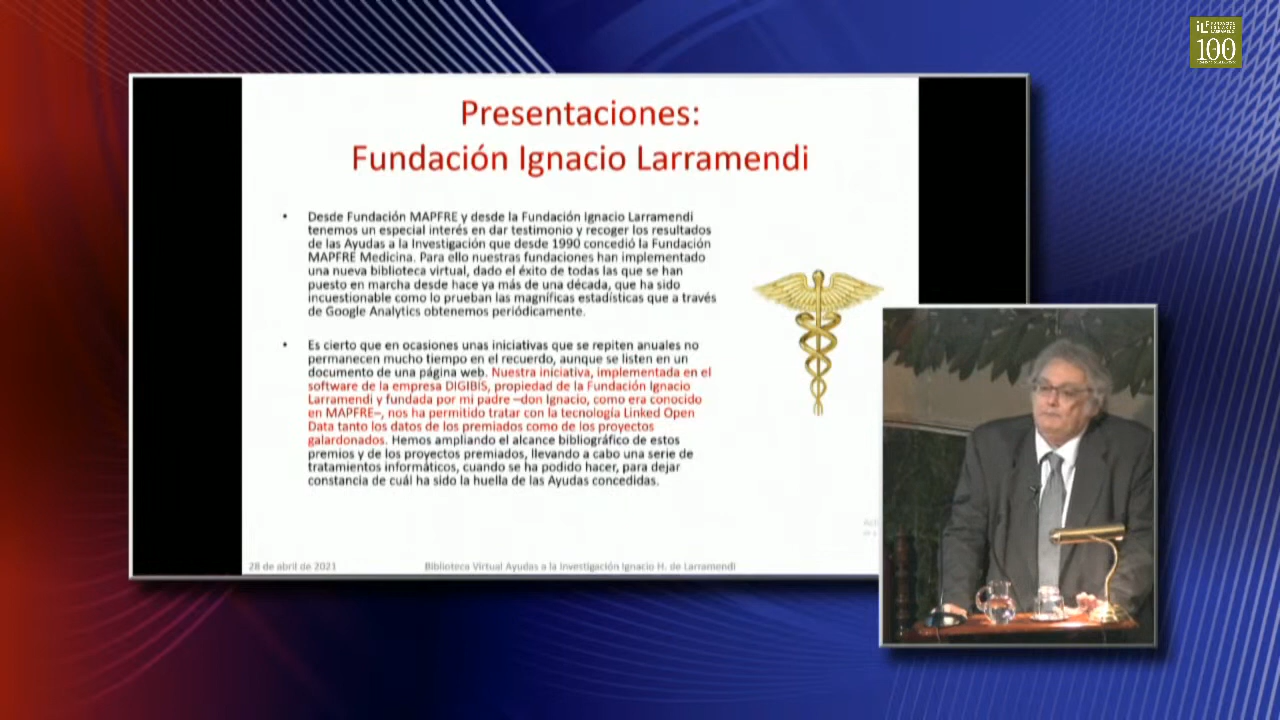 100
Presentaciones:
Fundación Ignacio Larramendi
• Desde Fundación MAPFRE y desde la Fundación Ignacio Larramendi
tenemos un especial interés en dar testimonio y recoger los resultados
de las Ayudas a la Investigación que desde 1990 concedió la Fundación
MAPFRE Medicina. Para ello nuestras fundaciones han implementado
una nueva biblioteca virtual, dado el éxito de todas las que se han
puesto en marcha desde hace ya más de una década, que ha sido
incuestionable como lo prueban las magníficas estadísticas que a través
de Google Analytics obtenemos periódicamente.
• Es cierto que en ocasiones unas iniciativas que se repiten anuales no
permanecen mucho tiempo en el recuerdo, aunque se listen en un
documento de una página web. Nuestra iniciativa, implementada en el
software de la empresa DIGIBÍS, propiedad de la Fundación Ignacio
Larramendi y fundada por mi padre –don Ignacio, como era conocido
en MAPFRE–, nos ha permitido tratar con la tecnología Linked Open
Data tanto los datos de los premiados como de los proyectos
galardonados. Hemos ampliando el alcance bibliográfico de estos
premios y de los proyectos premiados, llevando a cabo una serie de
tratamientos informáticos, cuando se ha podido hacer, para dejar
constancia de cuál ha sido la huella de las Ayudas concedidas.
28 de abril de 2021
Biblioteca Virtual Ayudas a la Investigación Ignacio H. de Larramendi